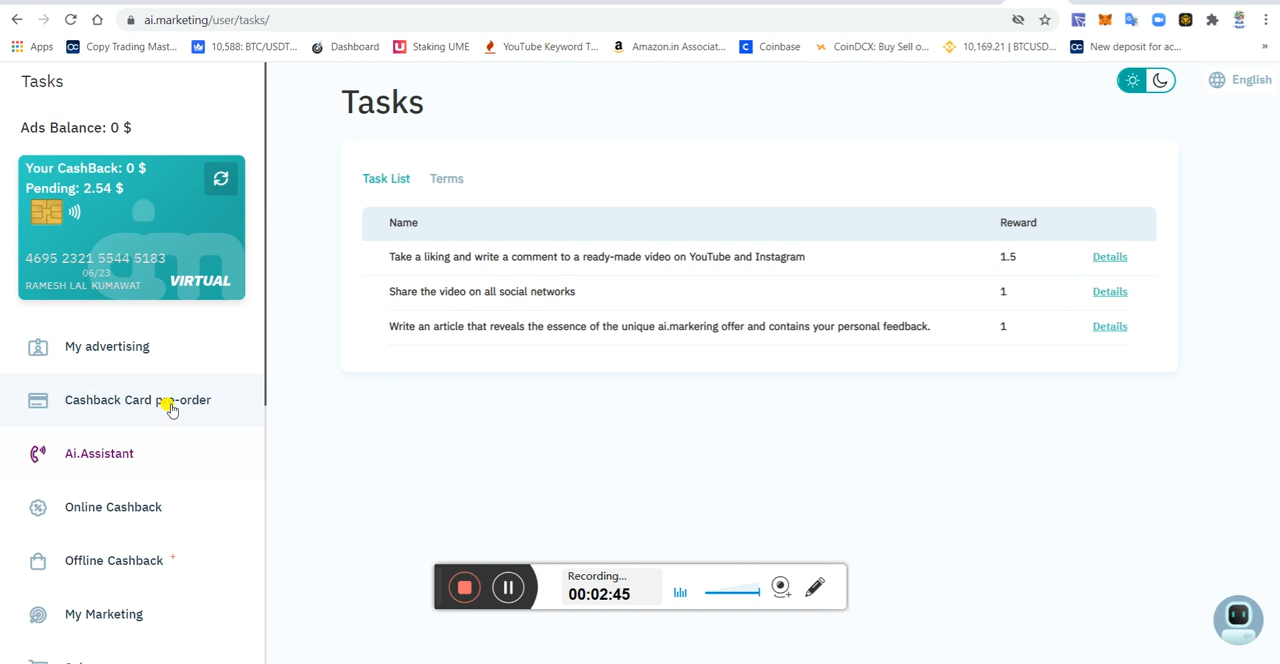 ai.marketing/user/tasks/
Apps Copy Trading Mast... 10,588: BTC/USDT... Dashboard Staking UME YouTube Keyword T... Amazon.in Associat... Coinbase CoinDCX: Buy Sell o... 10,169.21 | BTCUSD... New deposit for ac... »
Tasks
Ads Balance: 0 $
Your CashBack: 0 $
Pending: 2.54 $
4695 2321 5544 5183
06/23
RAMESH LAL KUMAWAT VIRTUAL
My advertising
Cashback Card pre-order
Ai.Assistant
Online Cashback
Offline Cashback +
My Marketing
Tasks
English
Task List Terms
Name Reward
Take a liking and write a comment to a ready-made video on YouTube and Instagram 1.5 Details
Share the video on all social networks 1 Details
Write an article that reveals the essence of the unique ai.markering offer and contains your personal feedback. 1 Details
Recording...
00:02:45